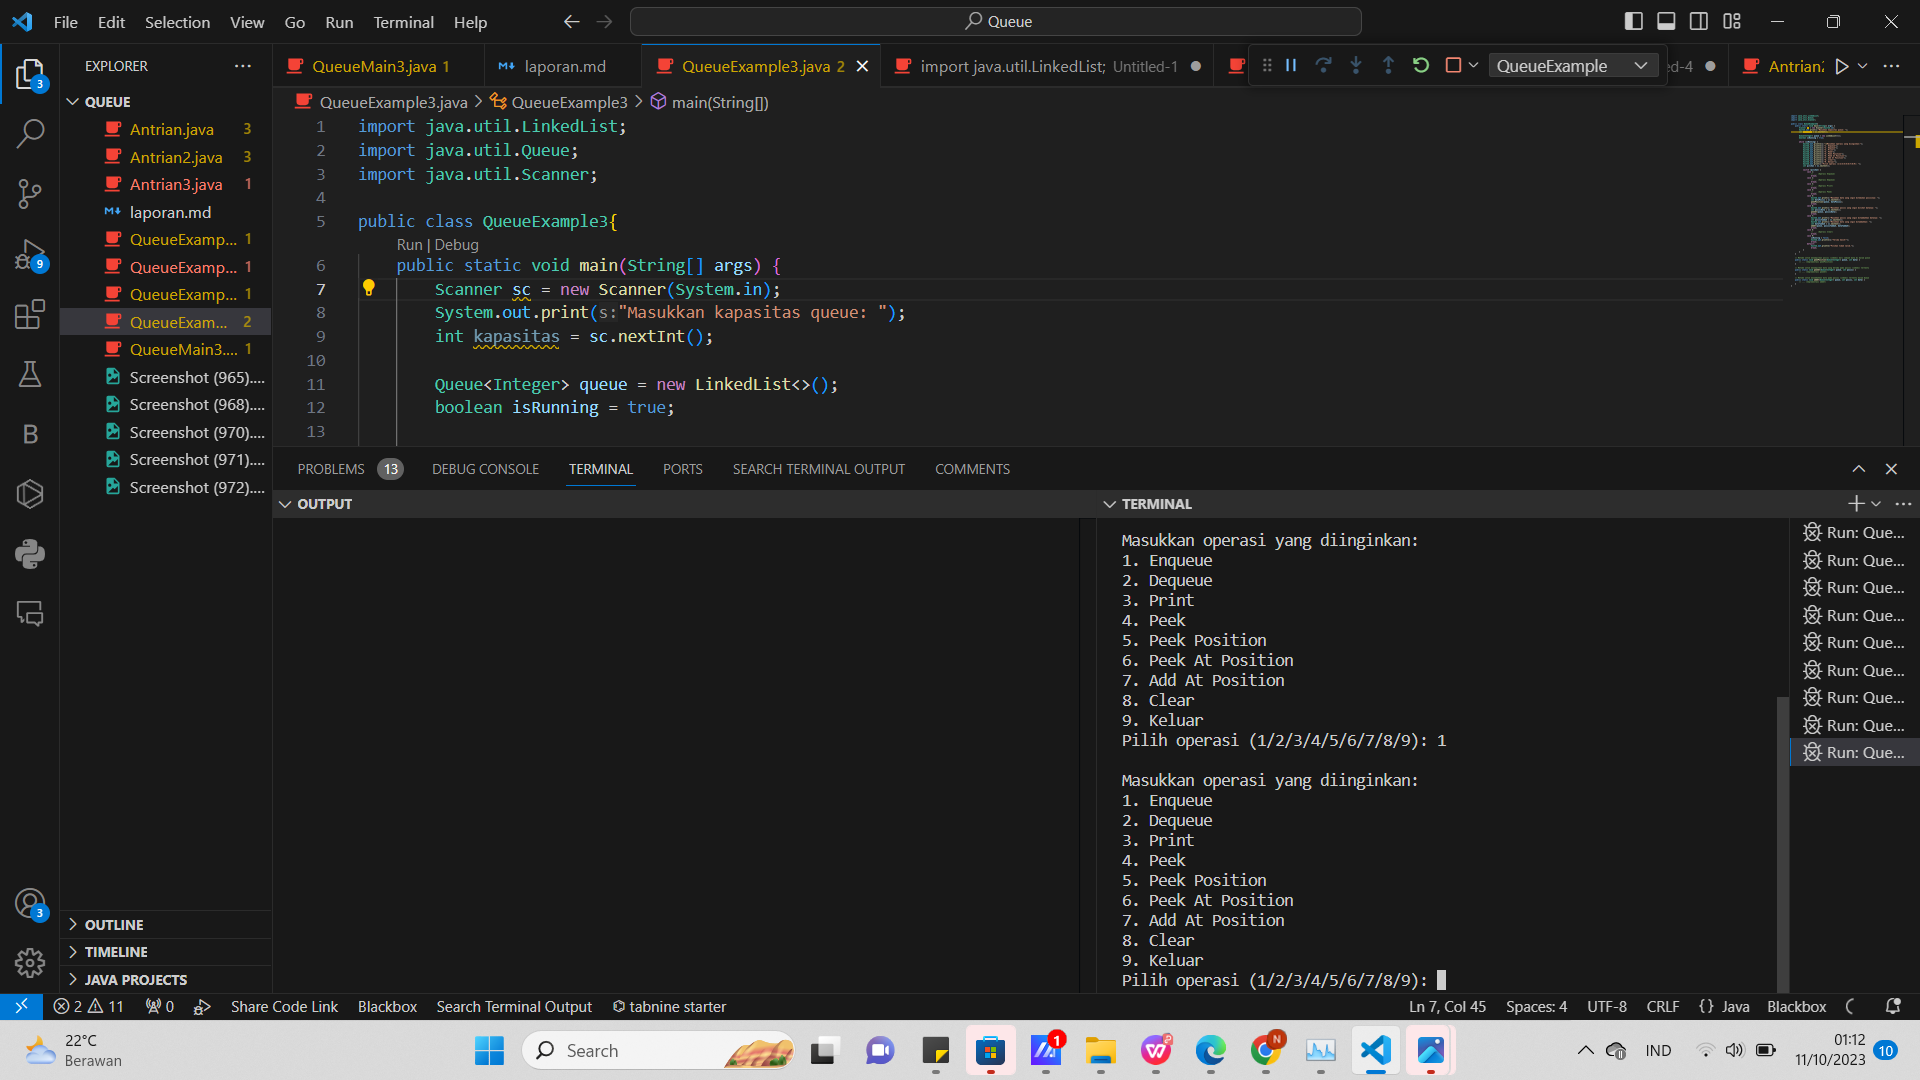 File Edit Selection View Go Run Terminal Help
Queue
EXPLORER
QUEUE
Antrian.java 3
Antrian2.java 3
Antrian3.java 1
laporan.md
QueueExamp... 1
QueueExamp... 1
QueueExamp... 1
QueueExam... 2
QueueMain3.... 1
Screenshot (965)....
Screenshot (968)....
Screenshot (970)....
Screenshot (971)....
Screenshot (972)....
OUTLINE
TIMELINE
JAVA PROJECTS
QueueMain3.java 1
laporan.md
QueueExample3.java 2
import java.util.LinkedList; Untitled-1
QueueExample
ed-4
Antrian2
QueueExample3.java > QueueExample3 > main(String[])
1 import java.util.LinkedList;
2 import java.util.Queue;
3 import java.util.Scanner;
4
5 public class QueueExample3{
Run | Debug
6 public static void main(String[] args) {
7 Scanner sc = new Scanner(System.in);
8 System.out.print(s:"Masukkan kapasitas queue: ");
9 int kapasitas = sc.nextInt();
10
11 Queue<Integer> queue = new LinkedList<>();
12 boolean isRunning = true;
13
PROBLEMS 13 DEBUG CONSOLE TERMINAL PORTS SEARCH TERMINAL OUTPUT COMMENTS
OUTPUT
TERMINAL
Masukkan operasi yang diinginkan:
1. Enqueue
2. Dequeue
3. Print
4. Peek
5. Peek Position
6. Peek At Position
7. Add At Position
8. Clear
9. Keluar
Pilih operasi (1/2/3/4/5/6/7/8/9): 1
Masukkan operasi yang diinginkan:
1. Enqueue
2. Dequeue
3. Print
4. Peek
5. Peek Position
6. Peek At Position
7. Add At Position
8. Clear
9. Keluar
Pilih operasi (1/2/3/4/5/6/7/8/9):
Run: Que...
Run: Que...
Run: Que...
Run: Que...
Run: Que...
Run: Que...
Run: Que...
Run: Que...
Run: Que...
3
9
B
3
2 11 0 Share Code Link Blackbox Search Terminal Output tabnine starter
Ln 7, Col 45 Spaces: 4 UTF-8 CRLF {} Java Blackbox
22°C
Berawan
Search
1
N
IND
01:12
11/10/2023
10